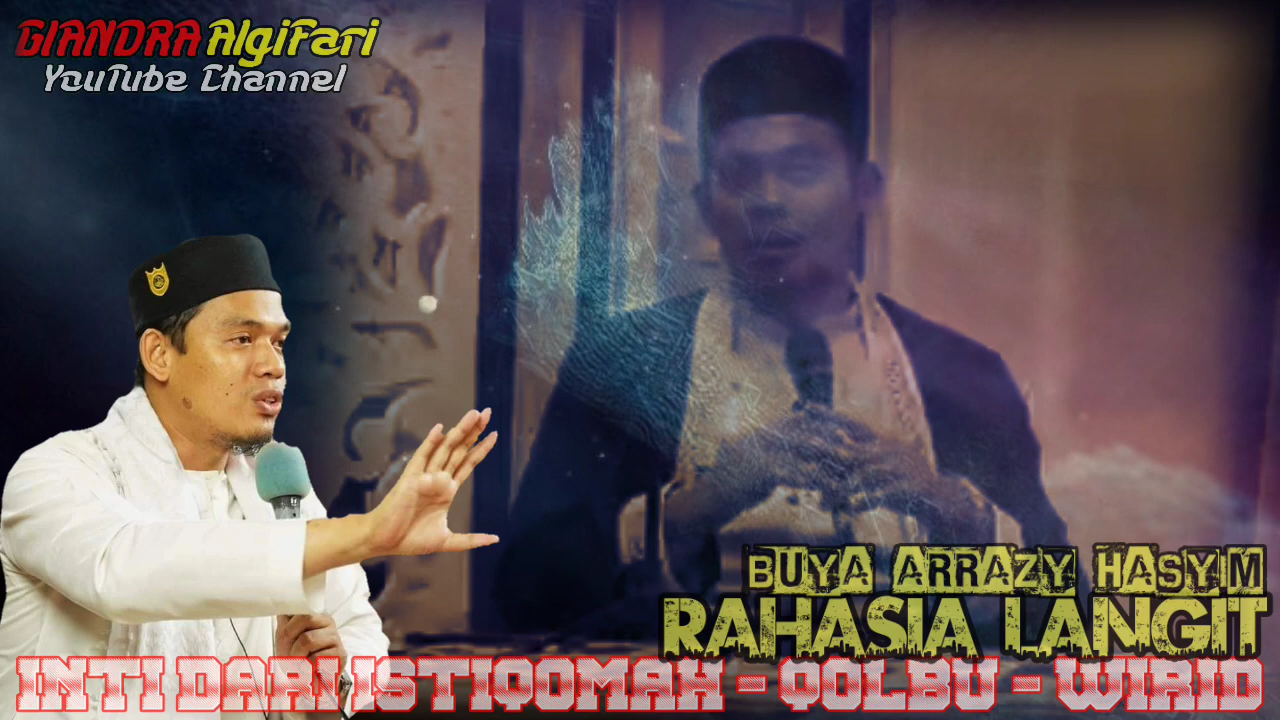 GIANDRA AlgiFari
YouTube Channel
BUYA ARRAZY HASYIM
RAHASIA LANGIT
INTI DARI ISTIQOMAH - QOLBU - WIRID